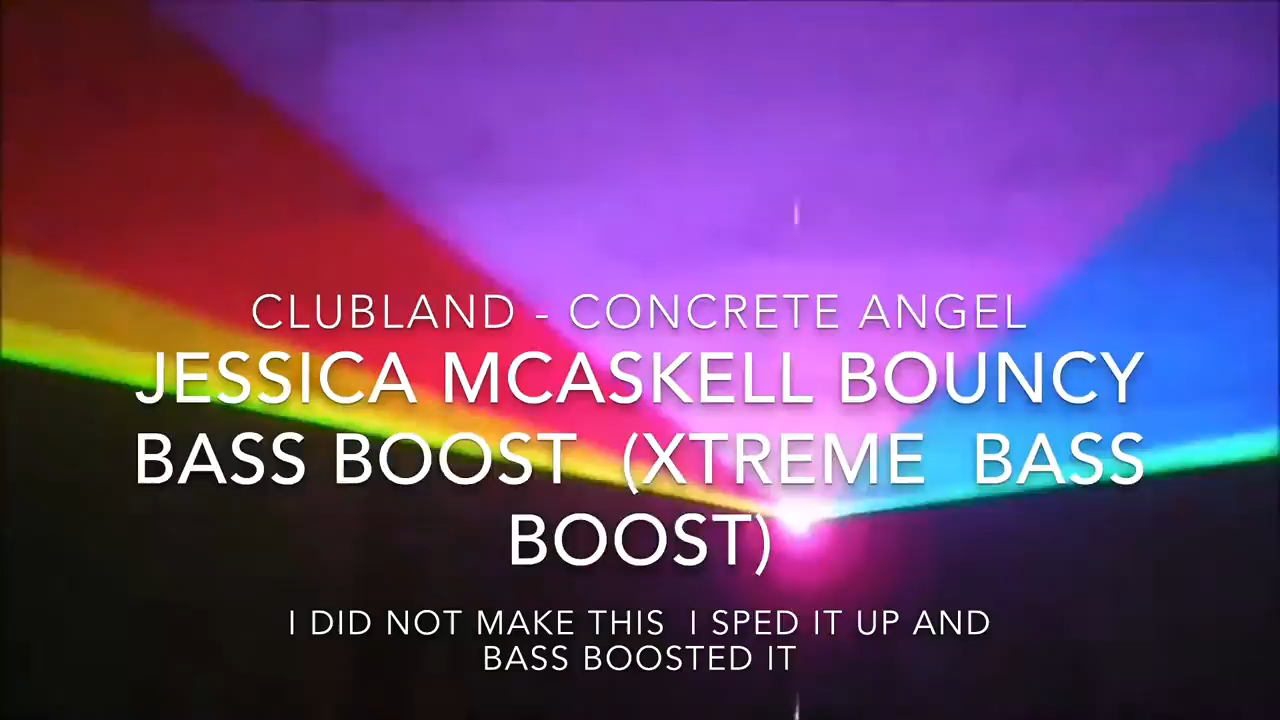 CLUBLAND - CONCRETE ANGEL
JESSICA MCASKELL BOUNCY
BASS BOOST  (XTREME  BASS
BOOST)
I DID NOT MAKE THIS  I SPED IT UP AND
BASS BOOSTED IT